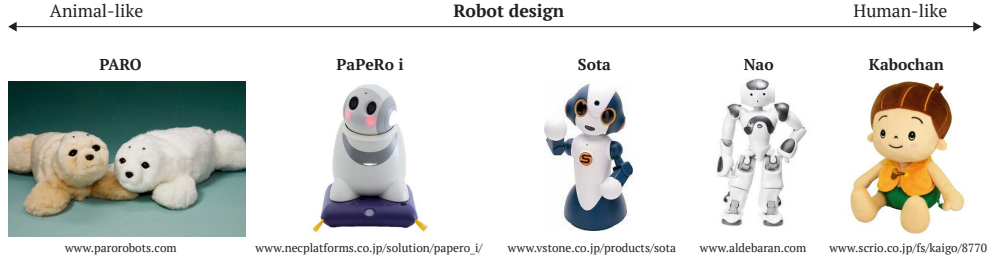 Animal-like Robot design Human-like
PARO PaPeRo i Sota Nao Kabochan
S
www.parorobots.com www.necplatforms.co.jp/solution/papero_i/ www.vstone.co.jp/products/sota www.aldebaran.com www.scrio.co.jp/fs/kaigo/8770